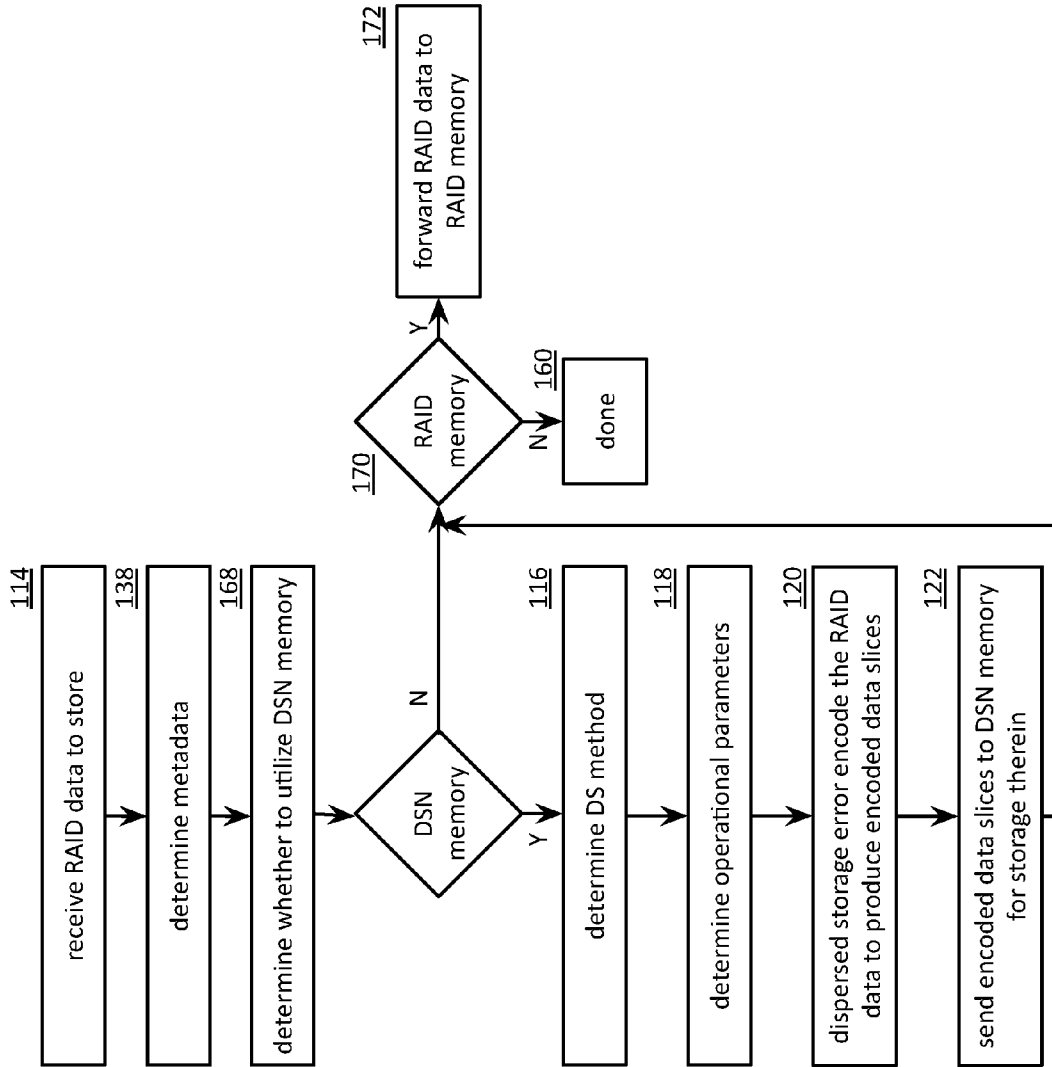 114
receive RAID data to store
138
determine metadata
168
determine whether to utilize DSN memory
DSN
memory
N
Y
116
determine DS method
118
determine operational parameters
120
dispersed storage error encode the RAID
data to produce encoded data slices
122
send encoded data slices to DSN memory
for storage therein
170
RAID
memory
Y
N
172
forward RAID data to
RAID memory
160
done